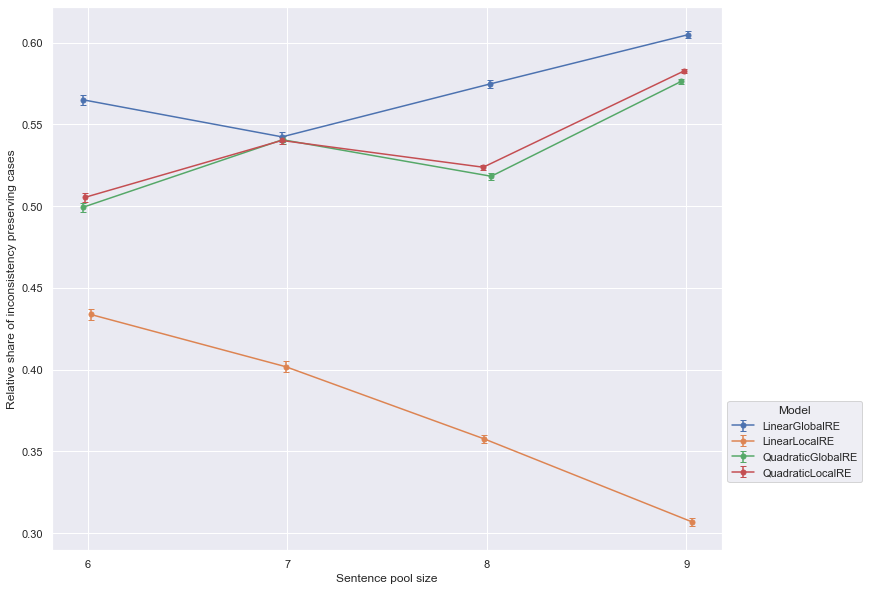 Relative share of inconsistency preserving cases
0.60
0.55
0.50
0.45
0.40
0.35
0.30
6 7 8 9
Sentence pool size
Model
LinearGlobalRE
LinearLocalRE
QuadraticGlobalRE
QuadraticLocalRE